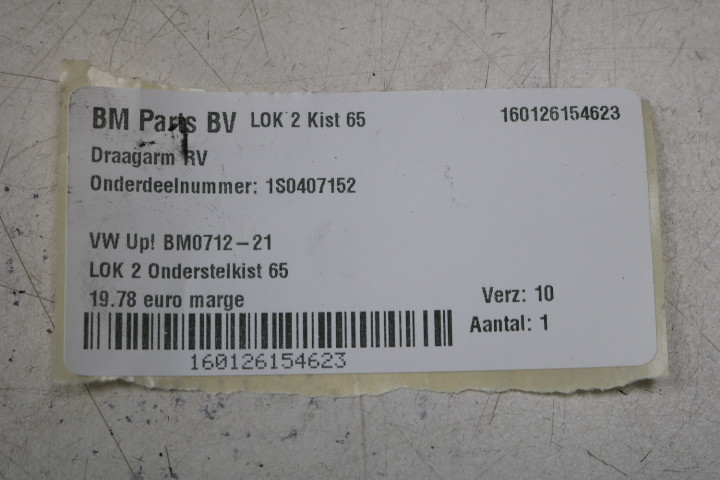 BM Parts BV LOK 2 Kist 65 160126154623
Draagarm RV
Onderdeelnummer: 1S0407152
VW Up! BM0712-21
LOK 2 Onderstelkist 65
19.78 euro marge Verz: 10
Aantal: 1
160126154623